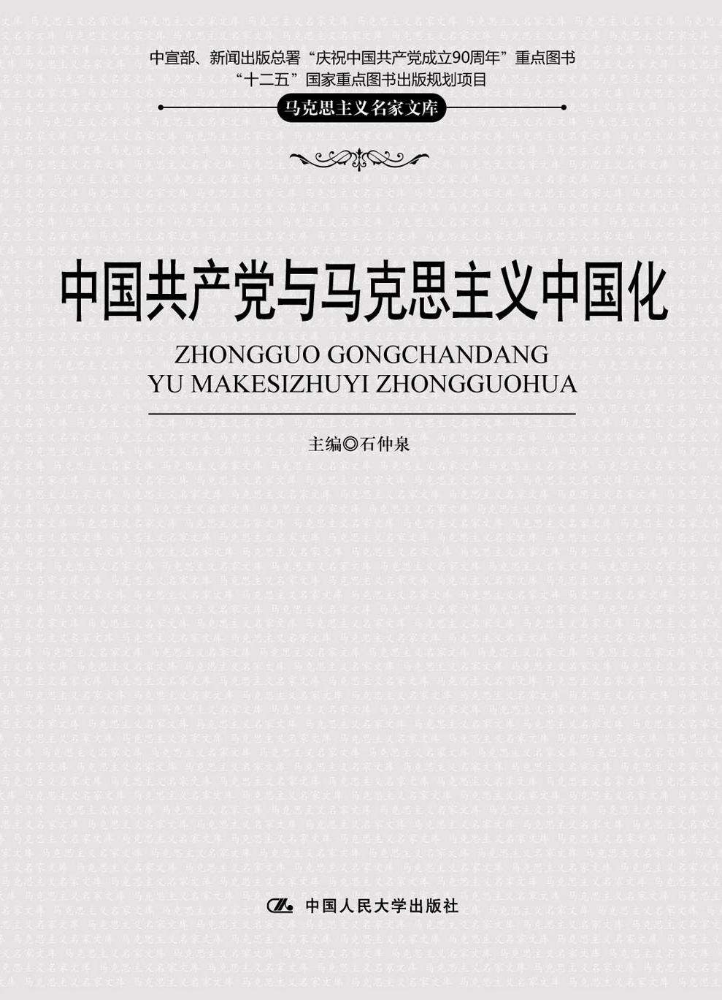 中宣部、新闻出版总署“庆祝中国共产党成立90周年”重点图书
“十二五”国家重点图书出版规划项目
马克思主义名家文库
中国共产党与马克思主义中国化
ZHONGGUO GONGCHANDANG
YU MAKESIZHUYI ZHONGGUOHUA
主编◎石仲泉
中国人民大学出版社